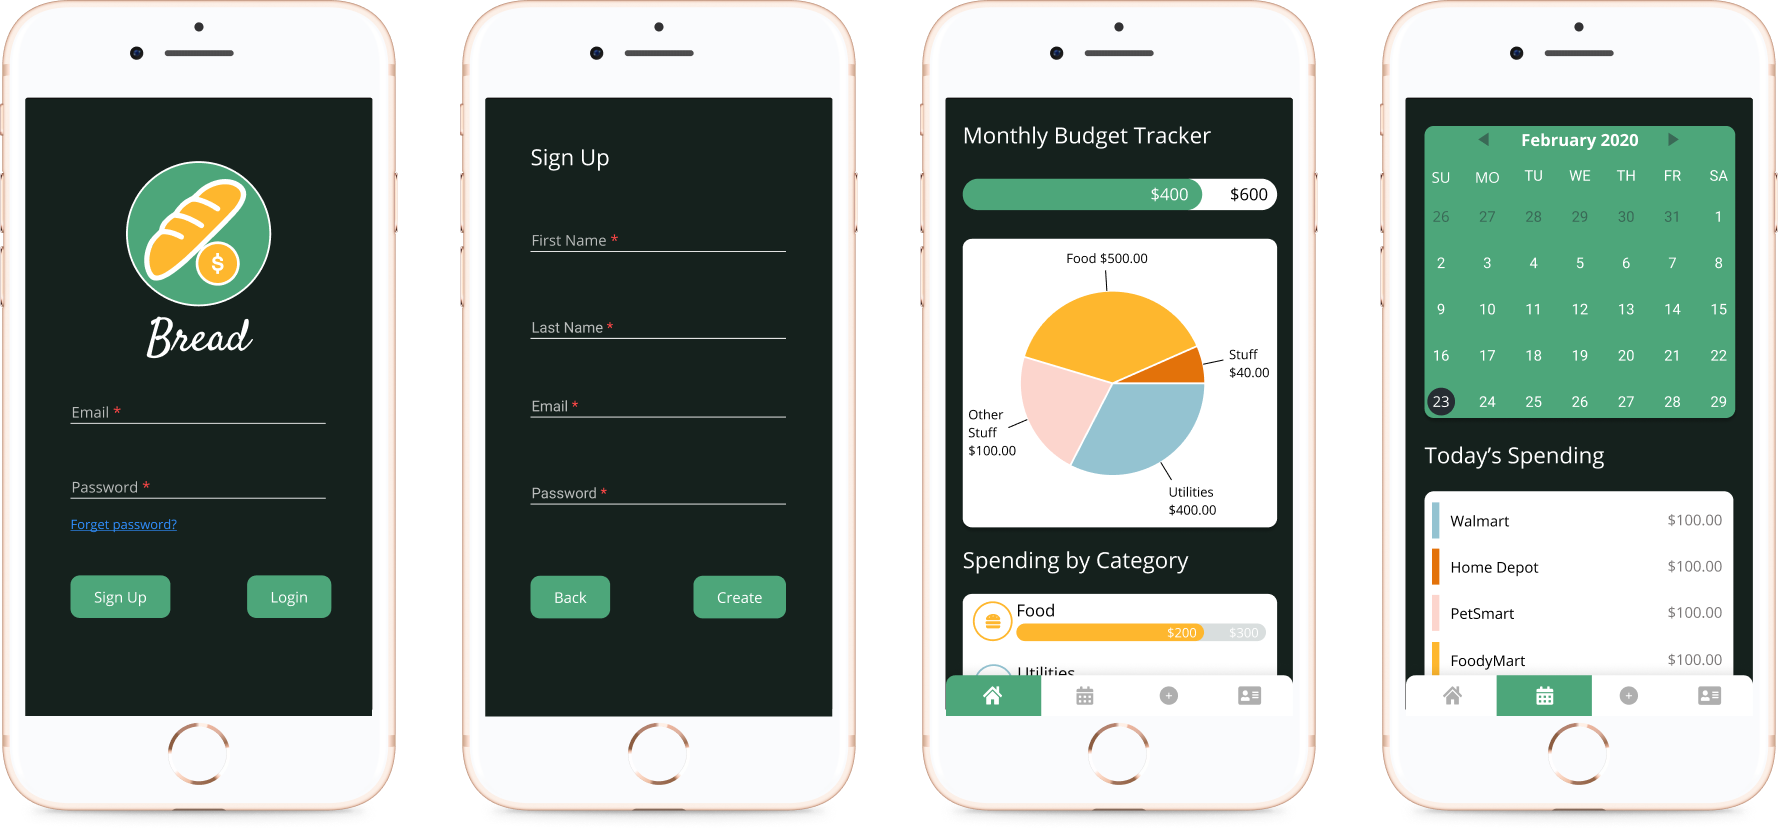 Bread
Email *
Password *
Forget password?
Sign Up
Login
Sign Up
First Name *
Last Name *
Email *
Password *
Back
Create
Monthly Budget Tracker
$400 $600
Food $500.00
Stuff
$40.00
Other
Stuff
$100.00
Utilities
$400.00
Spending by Category
Food
$200 $300
Utilities
February 2020
SU MO TU WE TH FR SA
26 27 28 29 30 31 1
2 3 4 5 6 7 8
9 10 11 12 13 14 15
16 17 18 19 20 21 22
23 24 25 26 27 28 29
Today's Spending
Walmart $100.00
Home Depot $100.00
PetSmart $100.00
FoodyMart $100.00